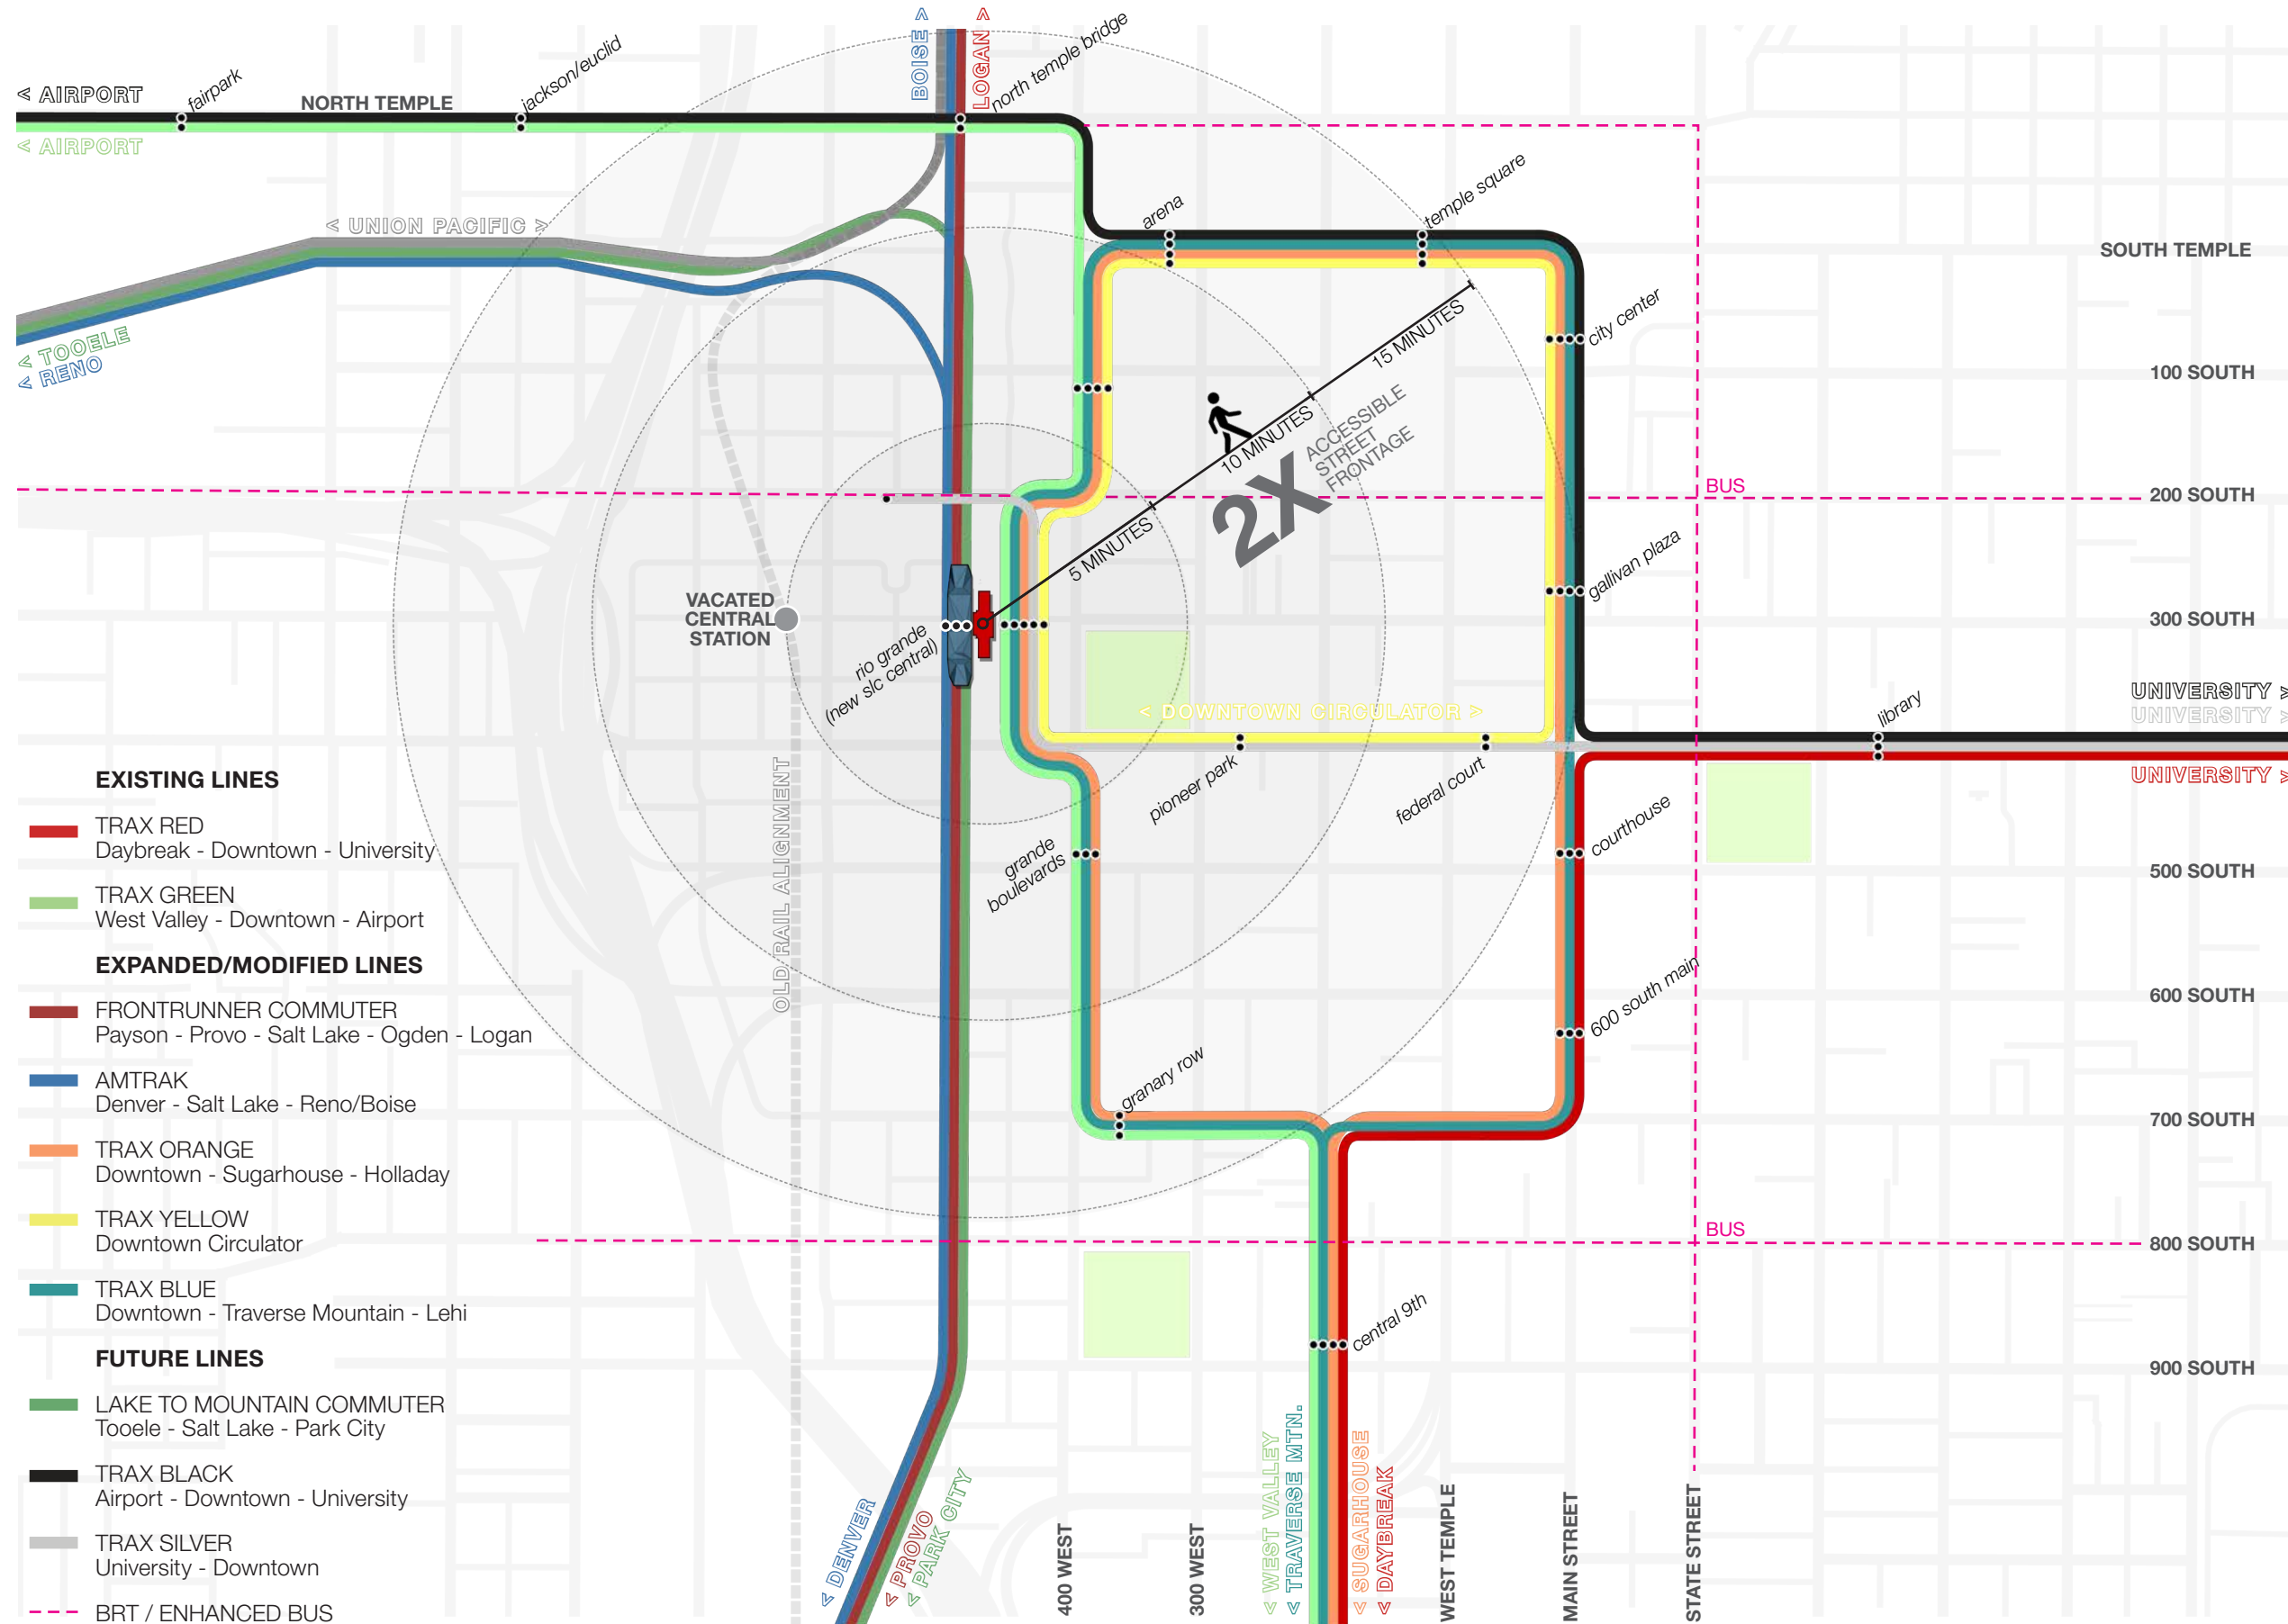 BOISE >
LOGAN >
north temple bridge
< AIRPORT
fairpark
NORTH TEMPLE
jackson/euclid
< AIRPORT
< UNION PACIFIC >
arena
temple square
SOUTH TEMPLE
< TOOELE
< RENO
city center
100 SOUTH
15 MINUTES
10 MINUTES
5 MINUTES
2X
ACCESSIBLE
STREET
FRONTAGE
BUS
200 SOUTH
gallivan plaza
300 SOUTH
VACATED
CENTRAL
STATION
rio grande
(new slc central)
< DOWNTOWN CIRCULATOR >
library
UNIVERSITY >
UNIVERSITY >
UNIVERSITY >
pioneer park
federal court
courthouse
OLD RAIL ALIGNMENT
grande
boulevards
500 SOUTH
600 south main
600 SOUTH
granary row
700 SOUTH
BUS
800 SOUTH
central 9th
900 SOUTH
EXISTING LINES
TRAX RED
Daybreak - Downtown - University
TRAX GREEN
West Valley - Downtown - Airport
EXPANDED/MODIFIED LINES
FRONTRUNNER COMMUTER
Payson - Provo - Salt Lake - Ogden - Logan
AMTRAK
Denver - Salt Lake - Reno/Boise
TRAX ORANGE
Downtown - Sugarhouse - Holladay
TRAX YELLOW
Downtown Circulator
TRAX BLUE
Downtown - Traverse Mountain - Lehi
FUTURE LINES
LAKE TO MOUNTAIN COMMUTER
Tooele - Salt Lake - Park City
TRAX BLACK
Airport - Downtown - University
TRAX SILVER
University - Downtown
BRT / ENHANCED BUS
< DENVER
< PROVO
< PARK CITY
400 WEST
300 WEST
< WEST VALLEY
< TRAVERSE MTN.
< SUGARHOUSE
< DAYBREAK
WEST TEMPLE
MAIN STREET
STATE STREET